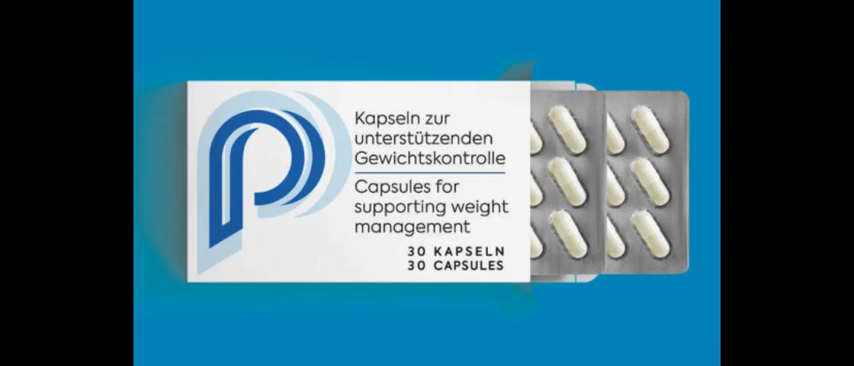 Kapseln zur
unterstützenden
Gewichtskontrolle
Capsules for
supporting weight
management
30 KAPSELN
30 CAPSULES